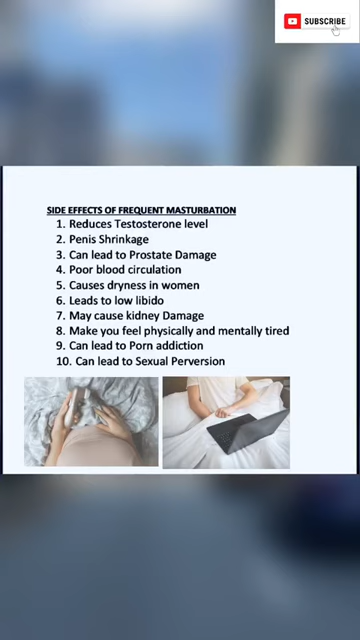 SUBSCRIBE
SIDE EFFECTS OF FREQUENT MASTURBATION
1. Reduces Testosterone level
2. Penis Shrinkage
3. Can lead to Prostate Damage
4. Poor blood circulation
5. Causes dryness in women
6. Leads to low libido
7. May cause kidney Damage
8. Make you feel physically and mentally tired
9. Can lead to Porn addiction
10. Can lead to Sexual Perversion